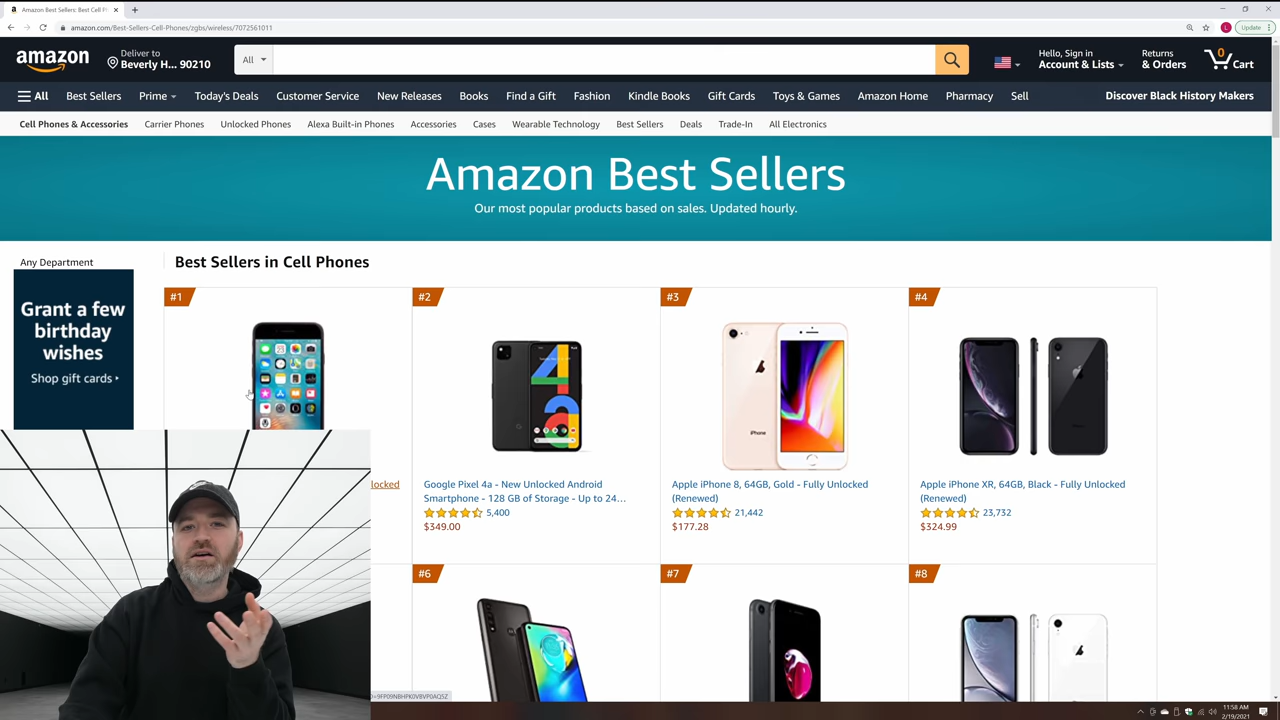 Amazon Best Sellers: Best Cell P
amazon.com/Best-Sellers-Cell-Phones/zgbs/wireless/7072561011
L
Update
amazon
Deliver to
Beverly H... 90210
All
Hello, Sign in
Account & Lists
Returns
& Orders
0
Cart
All
Best Sellers
Prime
Today's Deals
Customer Service
New Releases
Books
Find a Gift
Fashion
Kindle Books
Gift Cards
Toys & Games
Amazon Home
Pharmacy
Sell
Discover Black History Makers
Cell Phones & Accessories
Carrier Phones
Unlocked Phones
Alexa Built-in Phones
Accessories
Cases
Wearable Technology
Best Sellers
Deals
Trade-In
All Electronics
Amazon Best Sellers
Our most popular products based on sales. Updated hourly.
Any Department
Grant a few
birthday
wishes
Shop gift cards
Best Sellers in Cell Phones
#1
#2
#3
#4
iPhone
locked
Google Pixel 4a - New Unlocked Android
Smartphone - 128 GB of Storage - Up to 24...
5,400
$349.00
Apple iPhone 8, 64GB, Gold - Fully Unlocked
(Renewed)
21,442
$177.28
Apple iPhone XR, 64GB, Black - Fully Unlocked
(Renewed)
23,732
$324.99
#6
#7
#8
11:58 AM
2/19/2021